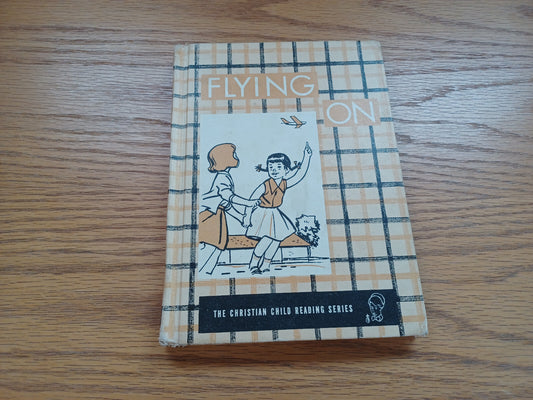 FLYING
ON
THE CHRISTIAN CHILD READING SERIES